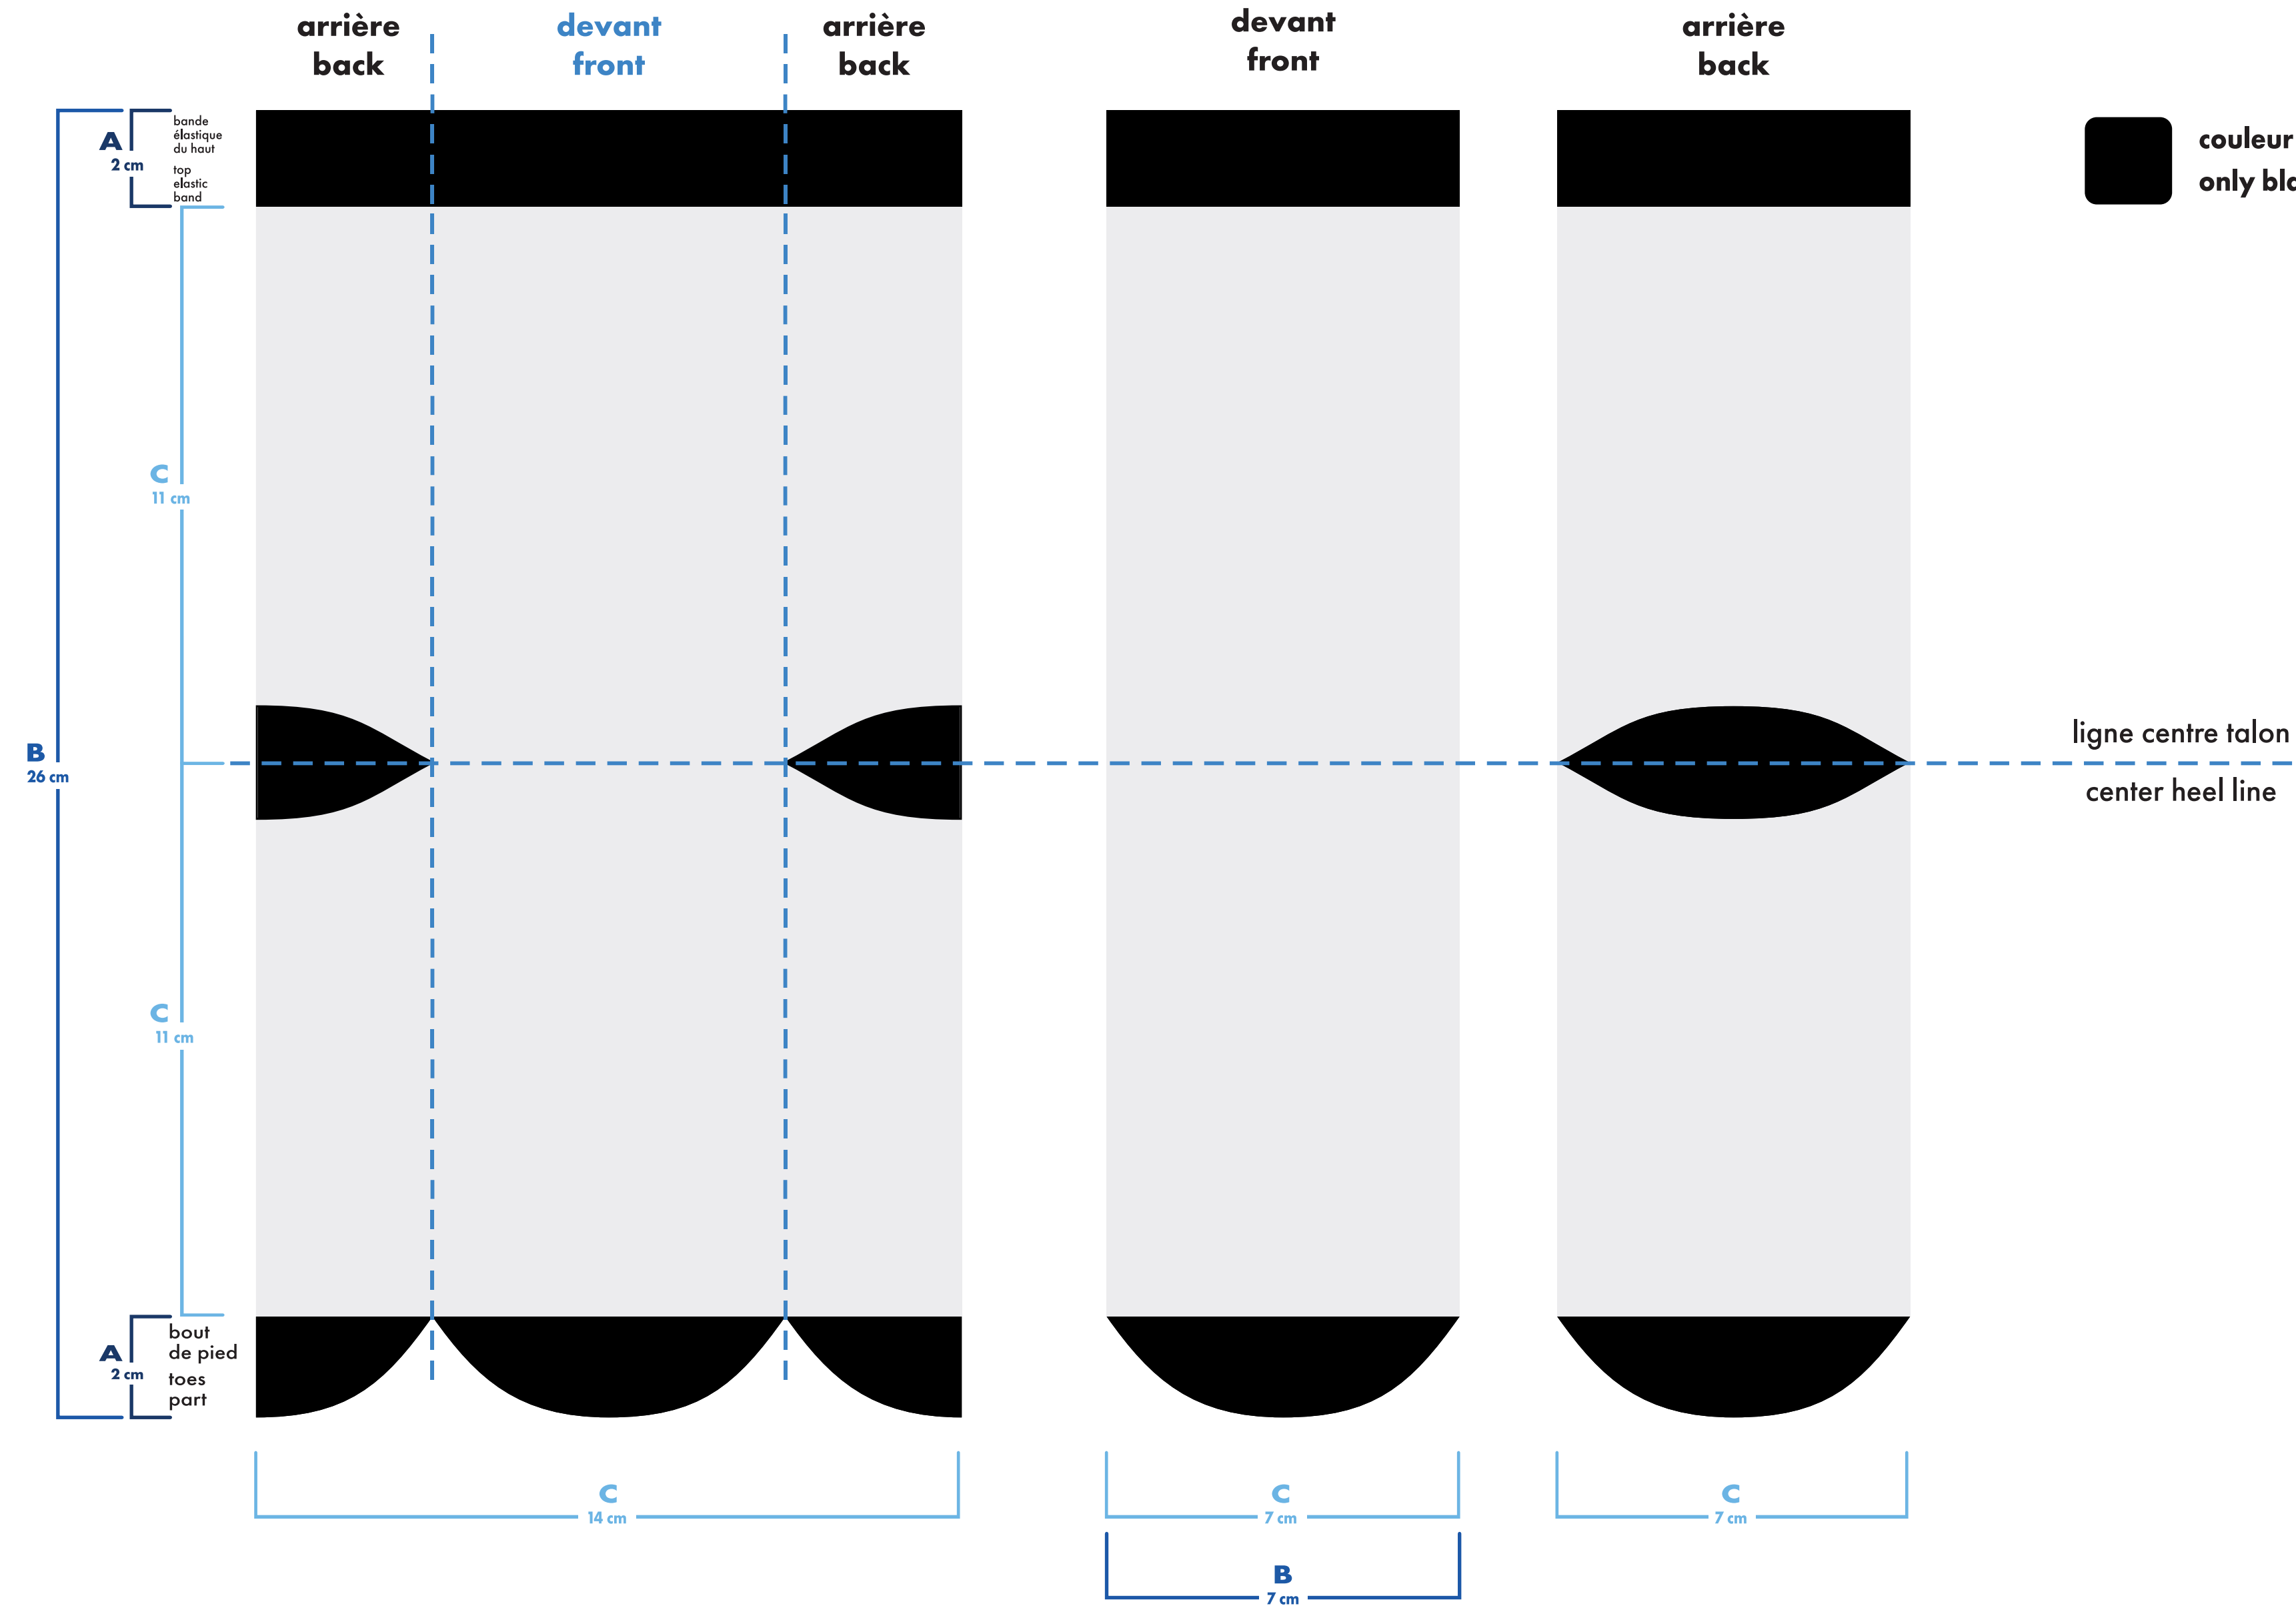 arrière
back
devant
front
arrière
back
devant
front
arrière
back
A
2 cm
bande
élastique
du haut
top
elastic
band
couleur
only
C
11 cm
B
26 cm
ligne centre talon
center heel line
C
11 cm
A
2 cm
bout
de pied
toes
part
C
14 cm
C
7 cm
C
7 cm
B
7 cm